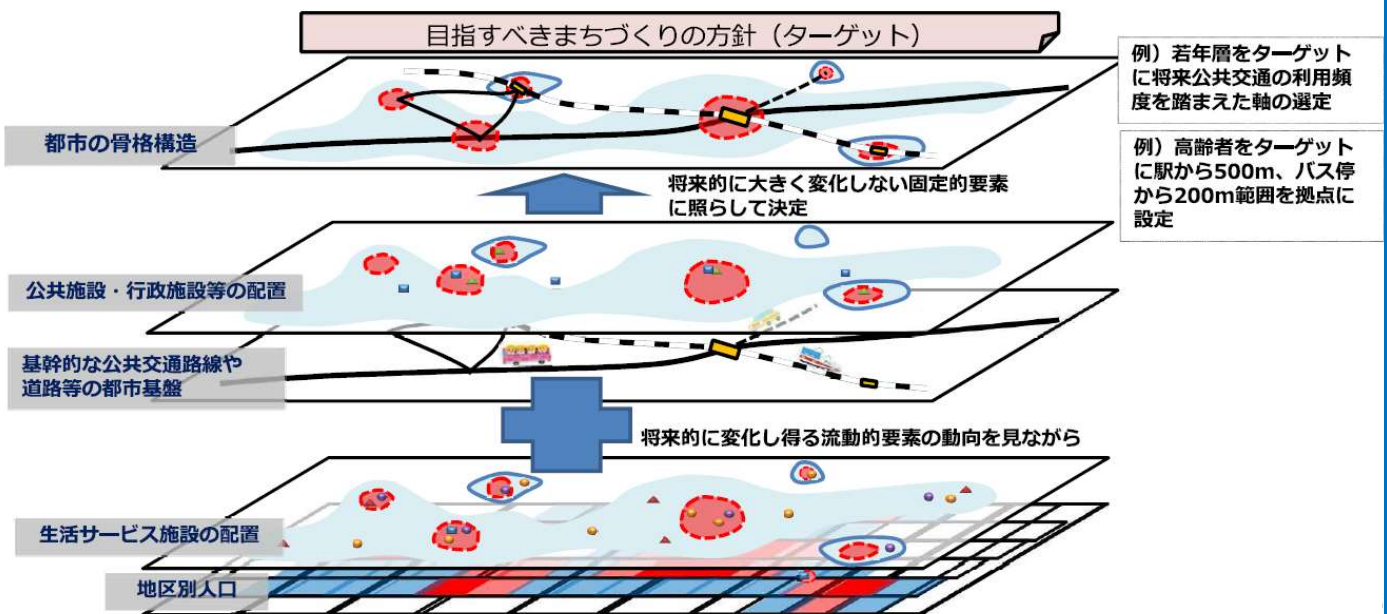 目指すべきまちづくりの方針（ターゲット）
例）若年層をターゲット
に将来公共交通の利用頻
度を踏まえた軸の選定
都市の骨格構造
例）高齢者をターゲット
に駅から500m、バス停
から200m範囲を拠点に
設定
将来的に大きく変化しない固定的要素
に照らして決定
公共施設・行政施設等の配置
基幹的な公共交通路線や
道路等の都市基盤
将来的に変化し得る流動的要素の動向を見ながら
生活サービス施設の配置
地区別人口